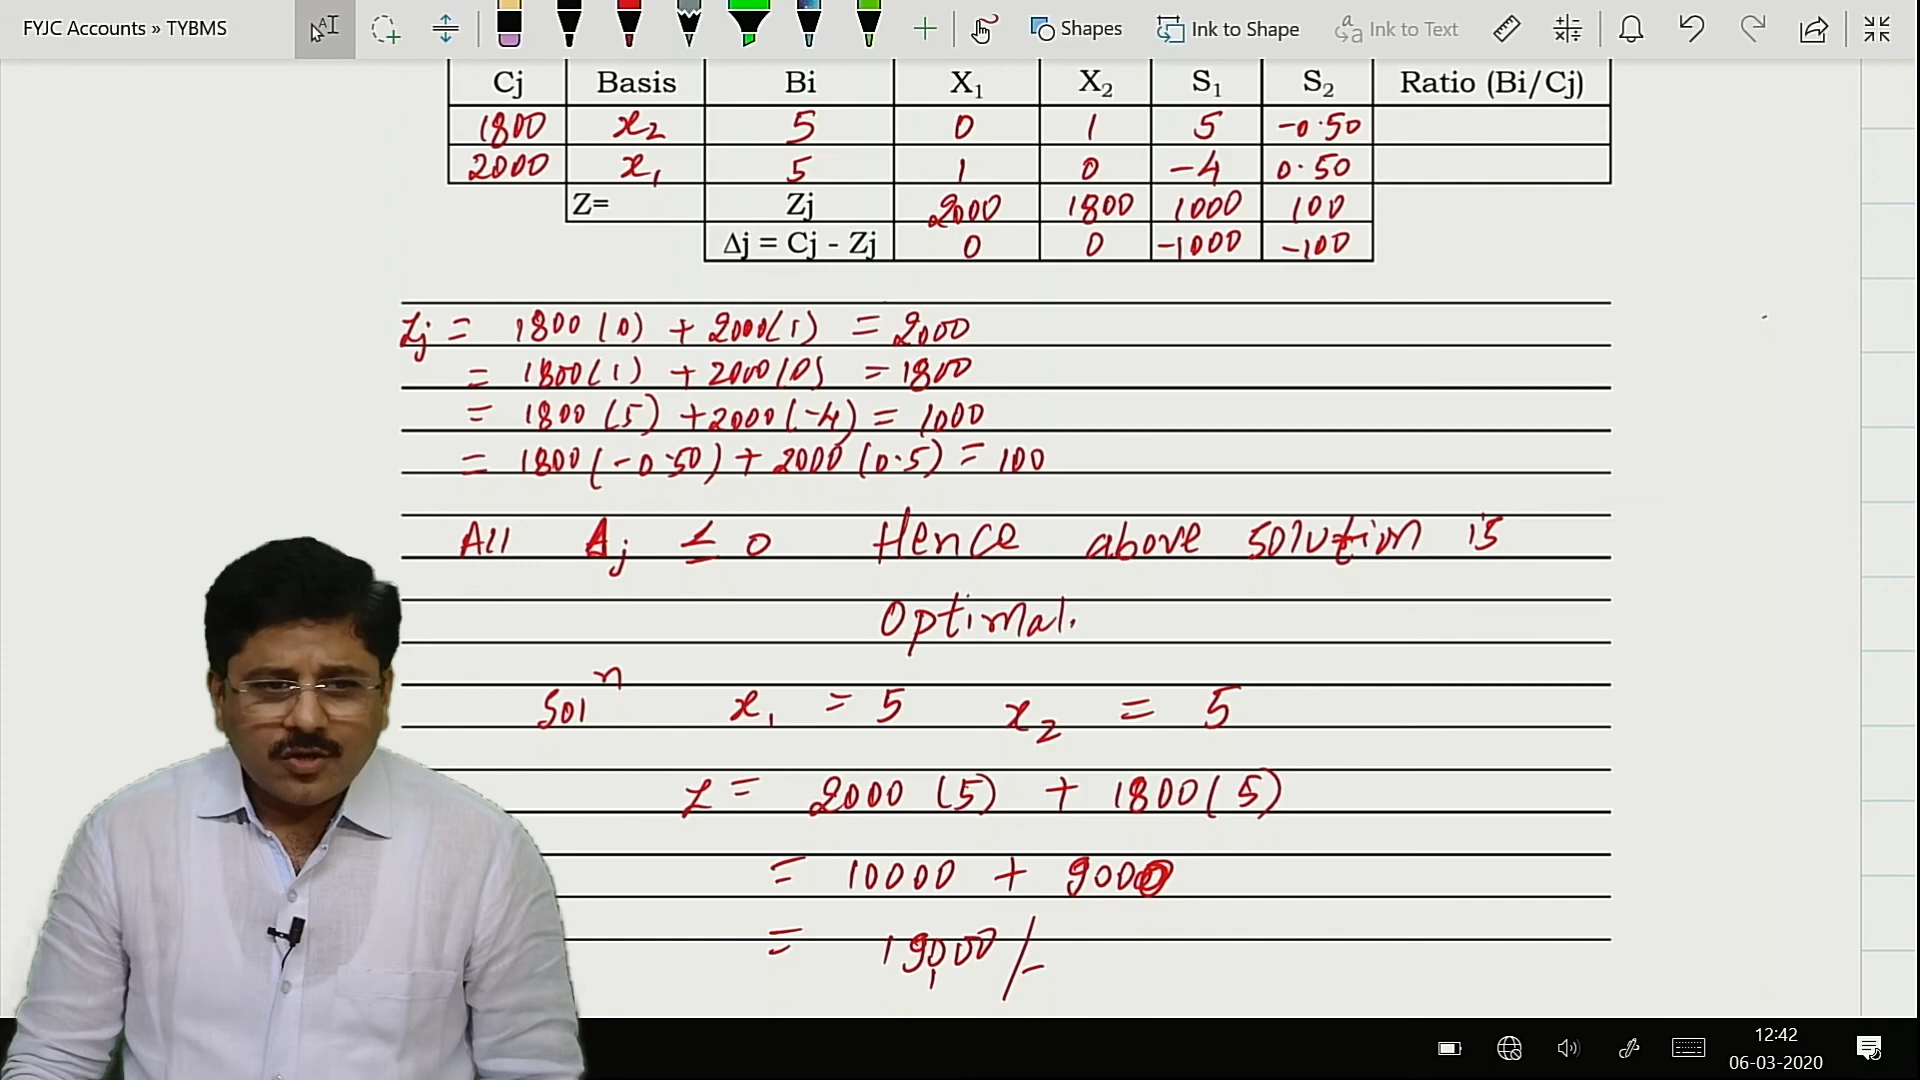 FYJC Accounts » TYBMS
Shapes Ink to Shape Ink to Text
Cj Basis Bi X₁ X₂ S₁ S₂ Ratio (Bi/Cj)
1800 x₂ 5 0 1 5 -0.50
2000 x₁ 5 1 0 -4 0.50
Z= Zj 2000 1800 1000 100
Δj = Cj - Zj 0 0 -1000 -100
Zj = 1800 (0) + 2000(1) = 2000
= 1800(1) + 2000(0) = 1800
= 1800 (5) + 2000(-4) = 1000
= 1800(-0.50) + 2000 (0.5) = 100
All Δj ≤ 0 Hence above solution is
Optimal.
Solⁿ x₁ = 5 x₂ = 5
Z = 2000 (5) + 1800(5)
= 10000 + 9000
= 19,000/-
12:42
06-03-2020